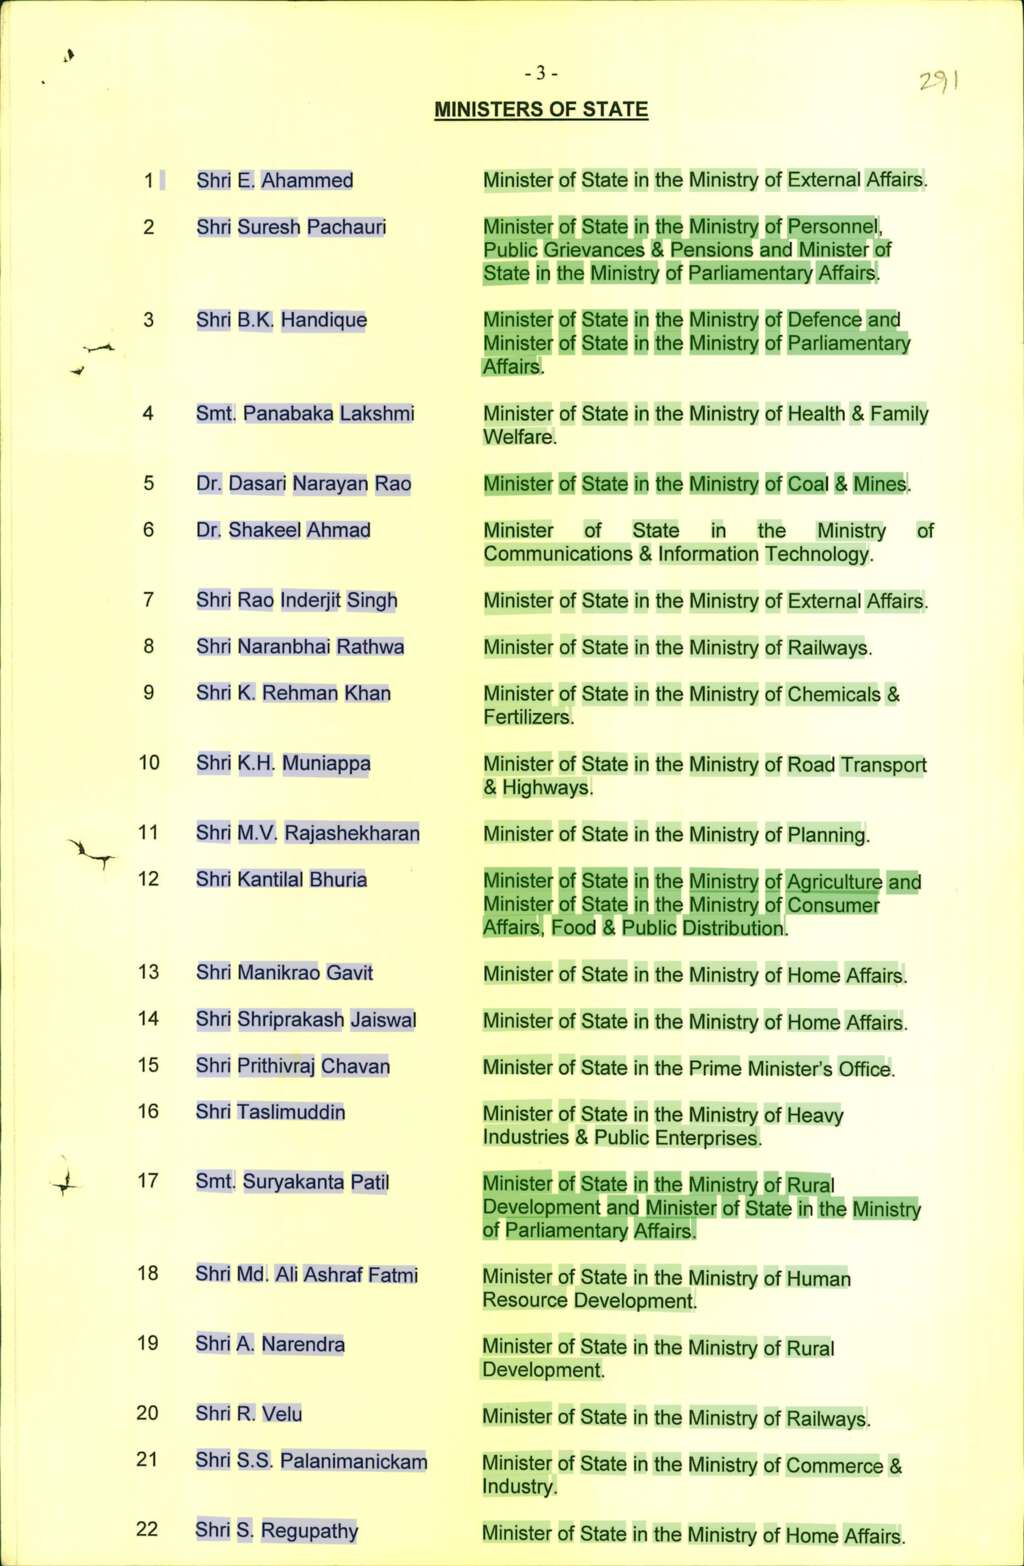 - 3 -
291
MINISTERS OF STATE
1 Shri E. Ahammed Minister of State in the Ministry of External Affairs.
2 Shri Suresh Pachauri Minister of State in the Ministry of Personnel,
Public Grievances & Pensions and Minister of
State in the Ministry of Parliamentary Affairs.
3 Shri B.K. Handique Minister of State in the Ministry of Defence and
Minister of State in the Ministry of Parliamentary
Affairs.
4 Smt. Panabaka Lakshmi Minister of State in the Ministry of Health & Family
Welfare.
5 Dr. Dasari Narayan Rao Minister of State in the Ministry of Coal & Mines.
6 Dr. Shakeel Ahmad Minister of State in the Ministry of
Communications & Information Technology.
7 Shri Rao Inderjit Singh Minister of State in the Ministry of External Affairs.
8 Shri Naranbhai Rathwa Minister of State in the Ministry of Railways.
9 Shri K. Rehman Khan Minister of State in the Ministry of Chemicals &
Fertilizers.
10 Shri K.H. Muniappa Minister of State in the Ministry of Road Transport
& Highways.
11 Shri M.V. Rajashekharan Minister of State in the Ministry of Planning.
12 Shri Kantilal Bhuria Minister of State in the Ministry of Agriculture and
Minister of State in the Ministry of Consumer
Affairs, Food & Public Distribution.
13 Shri Manikrao Gavit Minister of State in the Ministry of Home Affairs.
14 Shri Shriprakash Jaiswal Minister of State in the Ministry of Home Affairs.
15 Shri Prithivraj Chavan Minister of State in the Prime Minister's Office.
16 Shri Taslimuddin Minister of State in the Ministry of Heavy
Industries & Public Enterprises.
17 Smt. Suryakanta Patil Minister of State in the Ministry of Rural
Development and Minister of State in the Ministry
of Parliamentary Affairs.
18 Shri Md. Ali Ashraf Fatmi Minister of State in the Ministry of Human
Resource Development.
19 Shri A. Narendra Minister of State in the Ministry of Rural
Development.
20 Shri R. Velu Minister of State in the Ministry of Railways.
21 Shri S.S. Palanimanickam Minister of State in the Ministry of Commerce &
Industry.
22 Shri S. Regupathy Minister of State in the Ministry of Home Affairs.